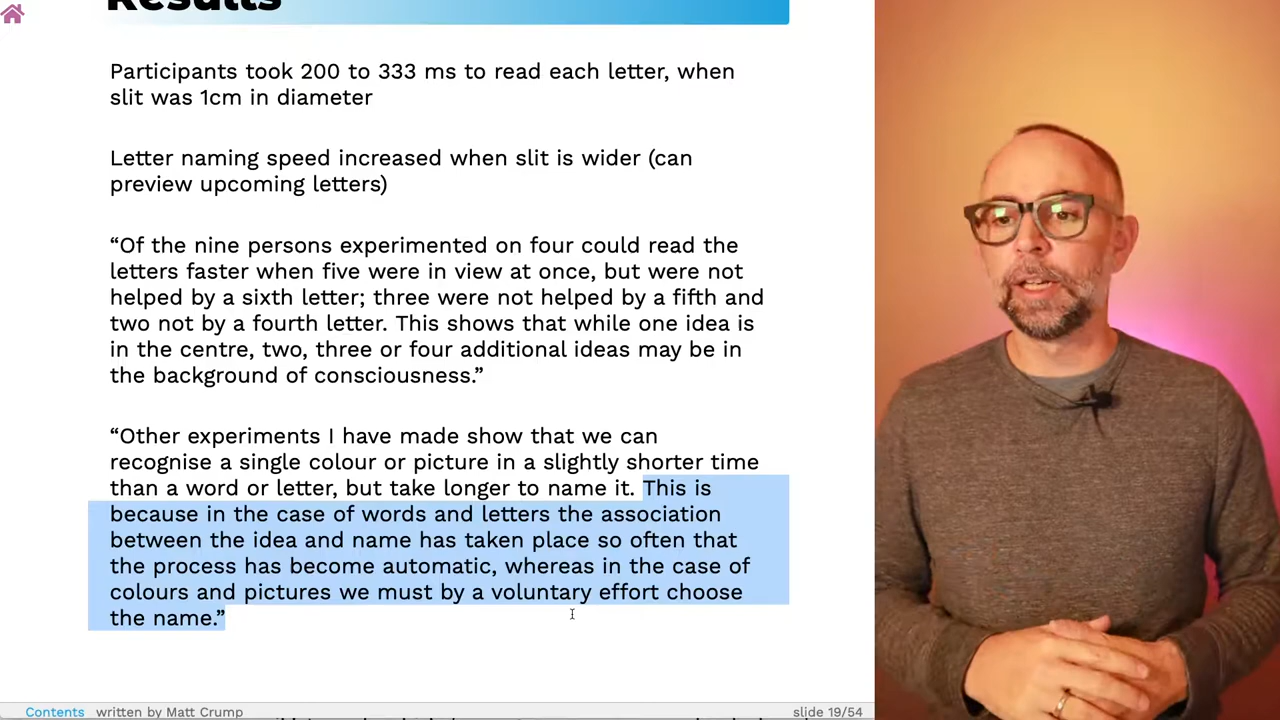 Results
Participants took 200 to 333 ms to read each letter, when
slit was 1cm in diameter
Letter naming speed increased when slit is wider (can
preview upcoming letters)
“Of the nine persons experimented on four could read the
letters faster when five were in view at once, but were not
helped by a sixth letter; three were not helped by a fifth and
two not by a fourth letter. This shows that while one idea is
in the centre, two, three or four additional ideas may be in
the background of consciousness.”
“Other experiments I have made show that we can
recognise a single colour or picture in a slightly shorter time
than a word or letter, but take longer to name it. This is
because in the case of words and letters the association
between the idea and name has taken place so often that
the process has become automatic, whereas in the case of
colours and pictures we must by a voluntary effort choose
the name.”
Contents written by Matt Crump
slide 19/54